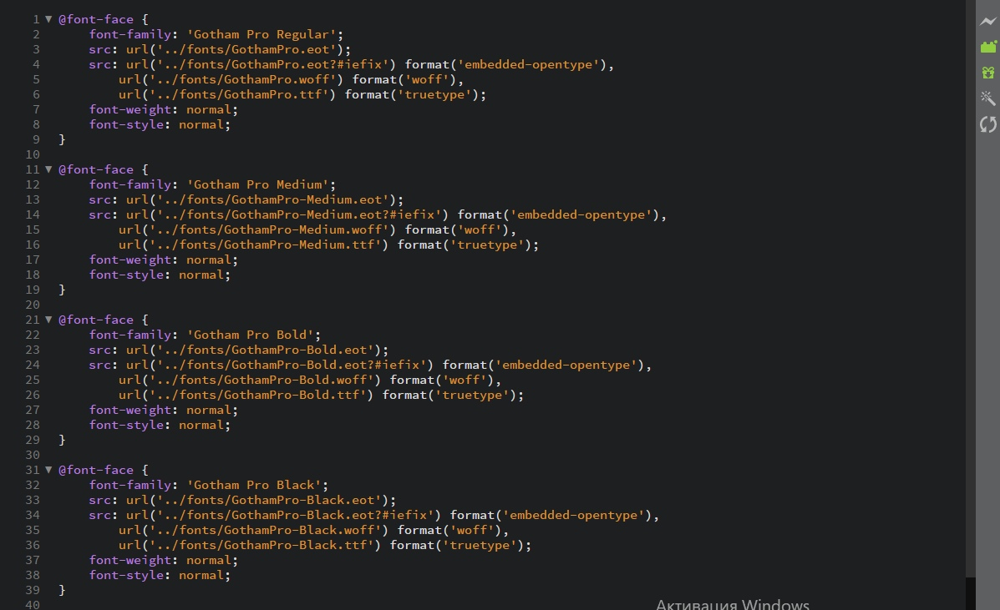 1 ▼ @font-face {
2 font-family: 'Gotham Pro Regular';
3 src: url('../fonts/GothamPro.eot');
4 src: url('../fonts/GothamPro.eot?#iefix') format('embedded-opentype'),
5 url('../fonts/GothamPro.woff') format('woff'),
6 url('../fonts/GothamPro.ttf') format('truetype');
7 font-weight: normal;
8 font-style: normal;
9 }
10
11 ▼ @font-face {
12 font-family: 'Gotham Pro Medium';
13 src: url('../fonts/GothamPro-Medium.eot');
14 src: url('../fonts/GothamPro-Medium.eot?#iefix') format('embedded-opentype'),
15 url('../fonts/GothamPro-Medium.woff') format('woff'),
16 url('../fonts/GothamPro-Medium.ttf') format('truetype');
17 font-weight: normal;
18 font-style: normal;
19 }
20
21 ▼ @font-face {
22 font-family: 'Gotham Pro Bold';
23 src: url('../fonts/GothamPro-Bold.eot');
24 src: url('../fonts/GothamPro-Bold.eot?#iefix') format('embedded-opentype'),
25 url('../fonts/GothamPro-Bold.woff') format('woff'),
26 url('../fonts/GothamPro-Bold.ttf') format('truetype');
27 font-weight: normal;
28 font-style: normal;
29 }
30
31 ▼ @font-face {
32 font-family: 'Gotham Pro Black';
33 src: url('../fonts/GothamPro-Black.eot');
34 src: url('../fonts/GothamPro-Black.eot?#iefix') format('embedded-opentype'),
35 url('../fonts/GothamPro-Black.woff') format('woff'),
36 url('../fonts/GothamPro-Black.ttf') format('truetype');
37 font-weight: normal;
38 font-style: normal;
39 }
40
Активация Windows